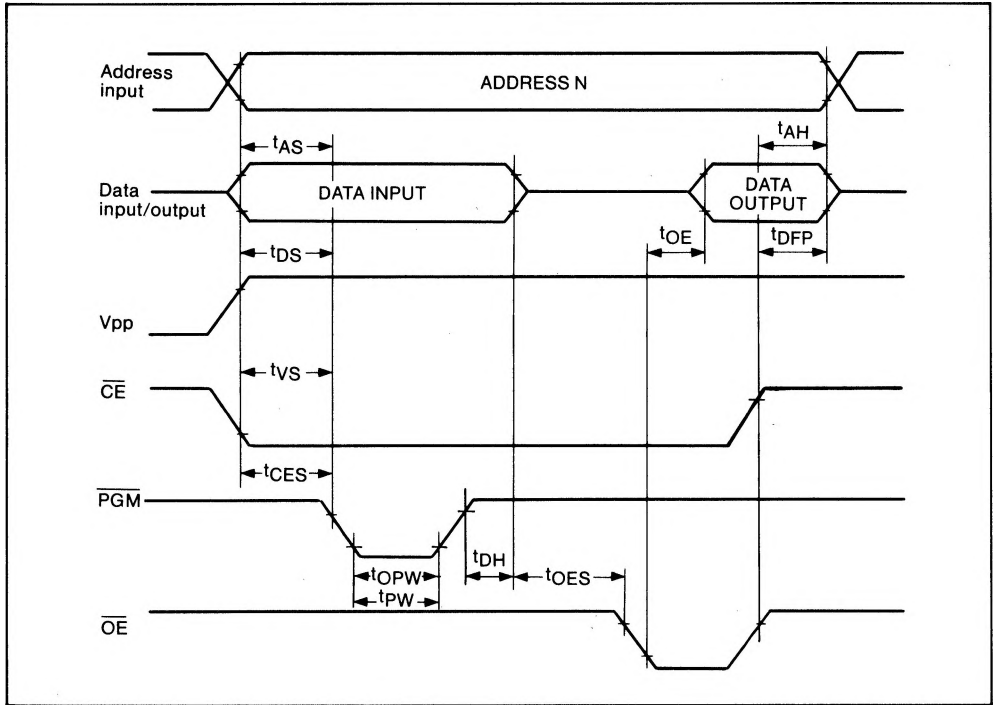 Address
input
ADDRESS N
tAS
tAH
Data
input/output
DATA INPUT
DATA
OUTPUT
tDS
tOE
tDFP
Vpp
tVS
CE
tCES
PGM
tDH
tOES
tOPW
tPW
OE